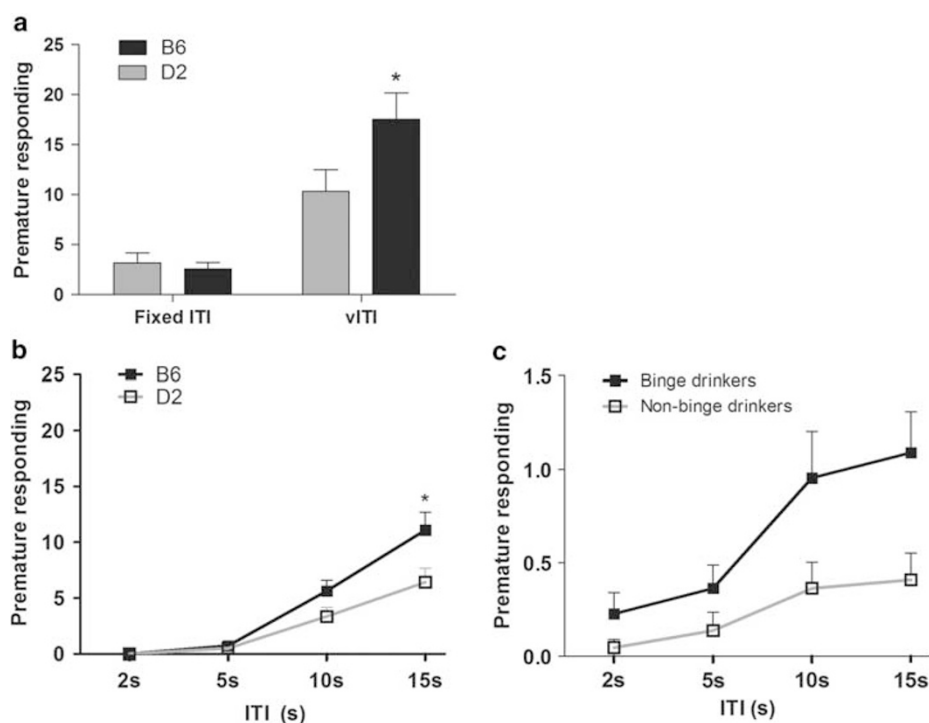 a
B6
D2
Premature responding
25
20
15
10
5
0
*
Fixed ITI
vITI
b
B6
D2
Premature responding
25
20
15
10
5
0
*
2s
5s
10s
15s
ITI (s)
c
Binge drinkers
Non-binge drinkers
Premature responding
1.5
1.0
0.5
0.0
2s
5s
10s
15s
ITI (s)